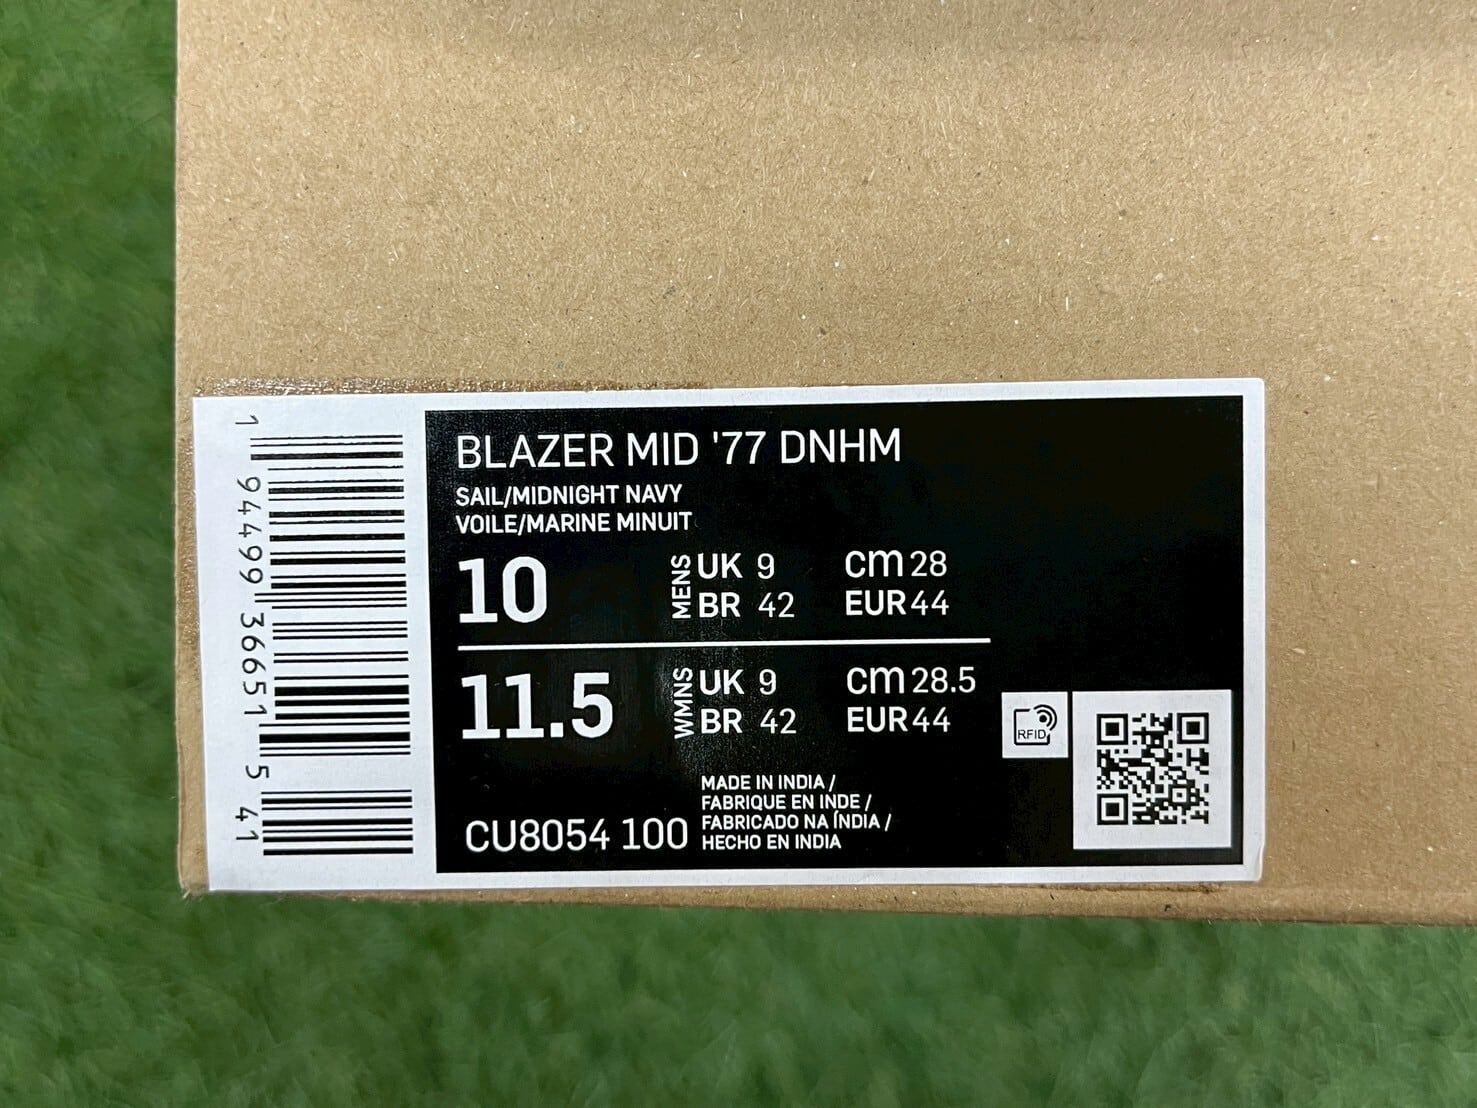 BLAZER MID '77 DNHM
SAIL/MIDNIGHT NAVY
VOILE/MARINE MINUIT
10 MENS UK 9 cm 28
BR 42 EUR 44
11.5 WMNS UK 9 cm 28.5
BR 42 EUR 44
CU8054 100
MADE IN INDIA /
FABRIQUE EN INDE /
FABRICADO NA ÍNDIA /
HECHO EN INDIA
RFID
1 94499 36651 5 41